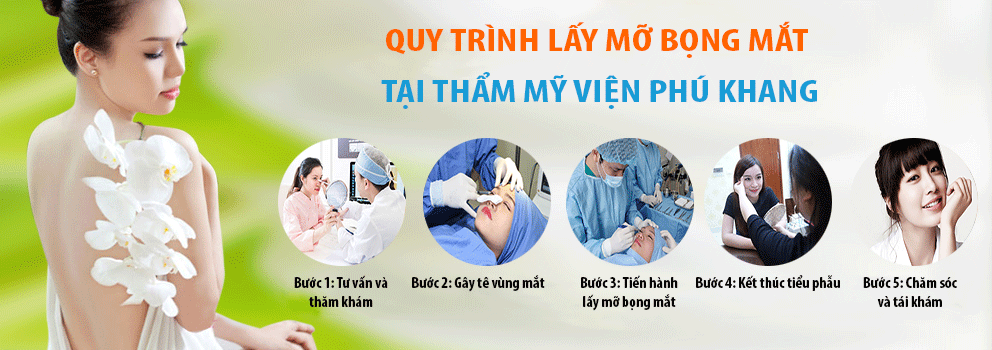 QUY TRÌNH LẤY MỠ BỌNG MẮT
TẠI THẨM MỸ VIỆN PHÚ KHANG
Bước 1: Tư vấn và
thăm khám
Bước 2: Gây tê vùng mắt
Bước 3: Tiến hành
lấy mỡ bọng mắt
Bước 4: Kết thúc tiểu phẫu
Bước 5: Chăm sóc
và tái khám